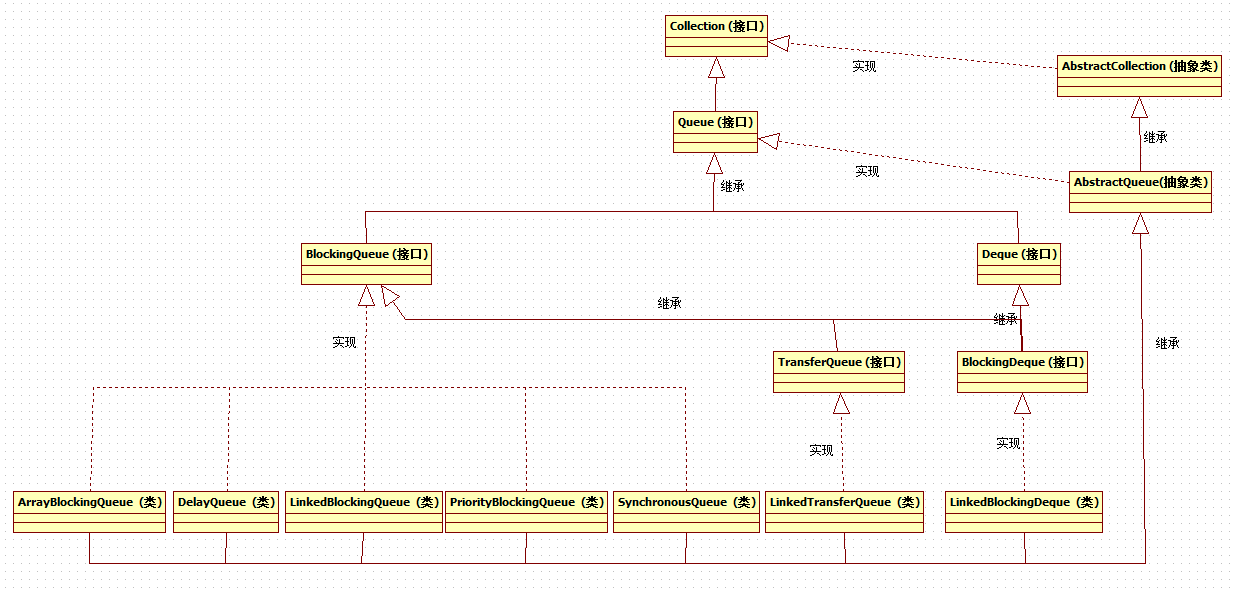 Collection (接口)
实现
AbstractCollection (抽象类)
Queue (接口)
继承
实现
AbstractQueue(抽象类)
继承
BlockingQueue (接口)
Deque (接口)
继承
继承
实现
继承
TransferQueue (接口)
BlockingDeque (接口)
实现
实现
ArrayBlockingQueue (类)
DelayQueue (类)
LinkedBlockingQueue (类)
PriorityBlockingQueue (类)
SynchronousQueue (类)
LinkedTransferQueue (类)
LinkedBlockingDeque (类)